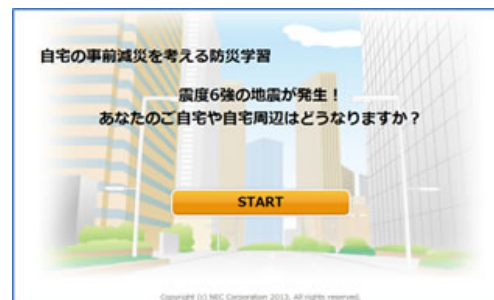 自宅の事前減災を考える防災学習
震度6強の地震が発生！
あなたのご自宅や自宅周辺はどうなりますか？
START
Copyright (c) NEC Corporation 2013, All rights reserved.